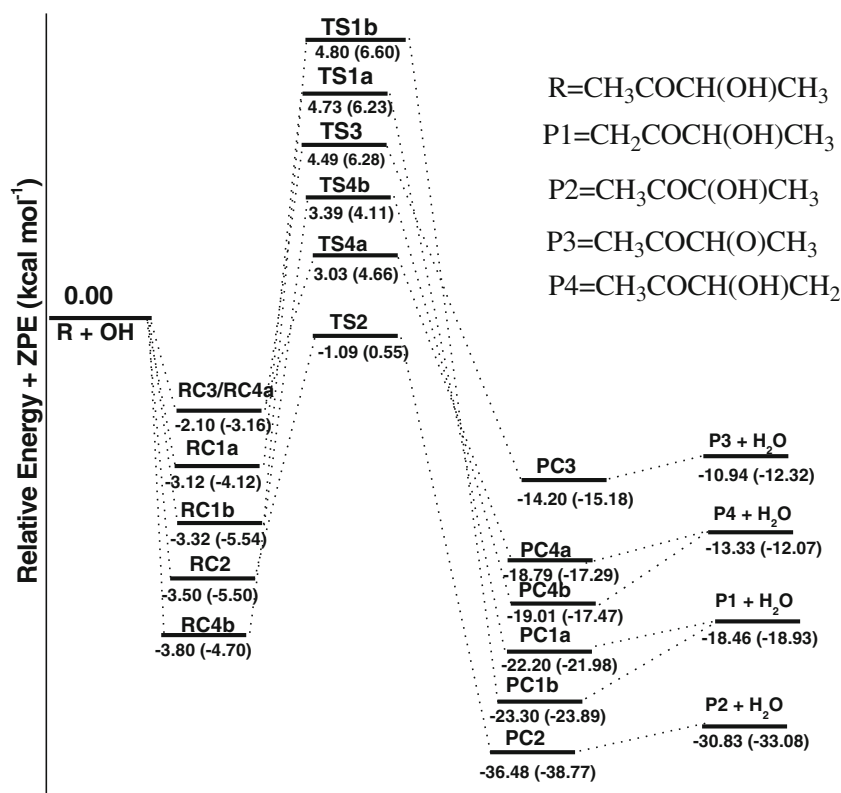 Relative Energy + ZPE (kcal mol⁻¹)
TS1b
4.80 (6.60)
TS1a
4.73 (6.23)
TS3
4.49 (6.28)
TS4b
3.39 (4.11)
TS4a
3.03 (4.66)
TS2
-1.09 (0.55)
0.00
R + OH
RC3/RC4a
-2.10 (-3.16)
RC1a
-3.12 (-4.12)
RC1b
-3.32 (-5.54)
RC2
-3.50 (-5.50)
RC4b
-3.80 (-4.70)
R=CH₃COCH(OH)CH₃
P1=CH₂COCH(OH)CH₃
P2=CH₃COC(OH)CH₃
P3=CH₃COCH(O)CH₃
P4=CH₃COCH(OH)CH₂
PC3
-14.20 (-15.18)
PC4a
-18.79 (-17.29)
PC4b
-19.01 (-17.47)
PC1a
-22.20 (-21.98)
PC1b
-23.30 (-23.89)
PC2
-36.48 (-38.77)
P3 + H₂O
-10.94 (-12.32)
P4 + H₂O
-13.33 (-12.07)
P1 + H₂O
-18.46 (-18.93)
P2 + H₂O
-30.83 (-33.08)